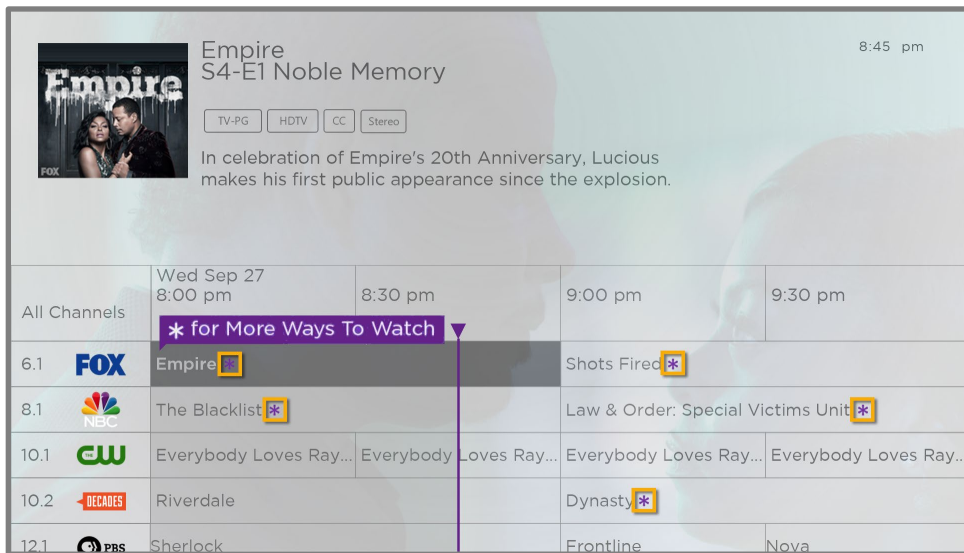 Empire
S4-E1 Noble Memory
8:45 pm
Empire
FOX
TV-PG HDTV CC Stereo
In celebration of Empire's 20th Anniversary, Lucious
makes his first public appearance since the explosion.
All Channels
Wed Sep 27
8:00 pm 8:30 pm 9:00 pm 9:30 pm
* for More Ways To Watch
6.1 FOX Empire* Shots Fired*
8.1 NBC The Blacklist* Law & Order: Special Victims Unit*
10.1 THE CW Everybody Loves Ray... Everybody Loves Ray... Everybody Loves Ray... Everybody Loves Ray..
10.2 DECADES Riverdale Dynasty*
12.1 PBS Sherlock Frontline Nova